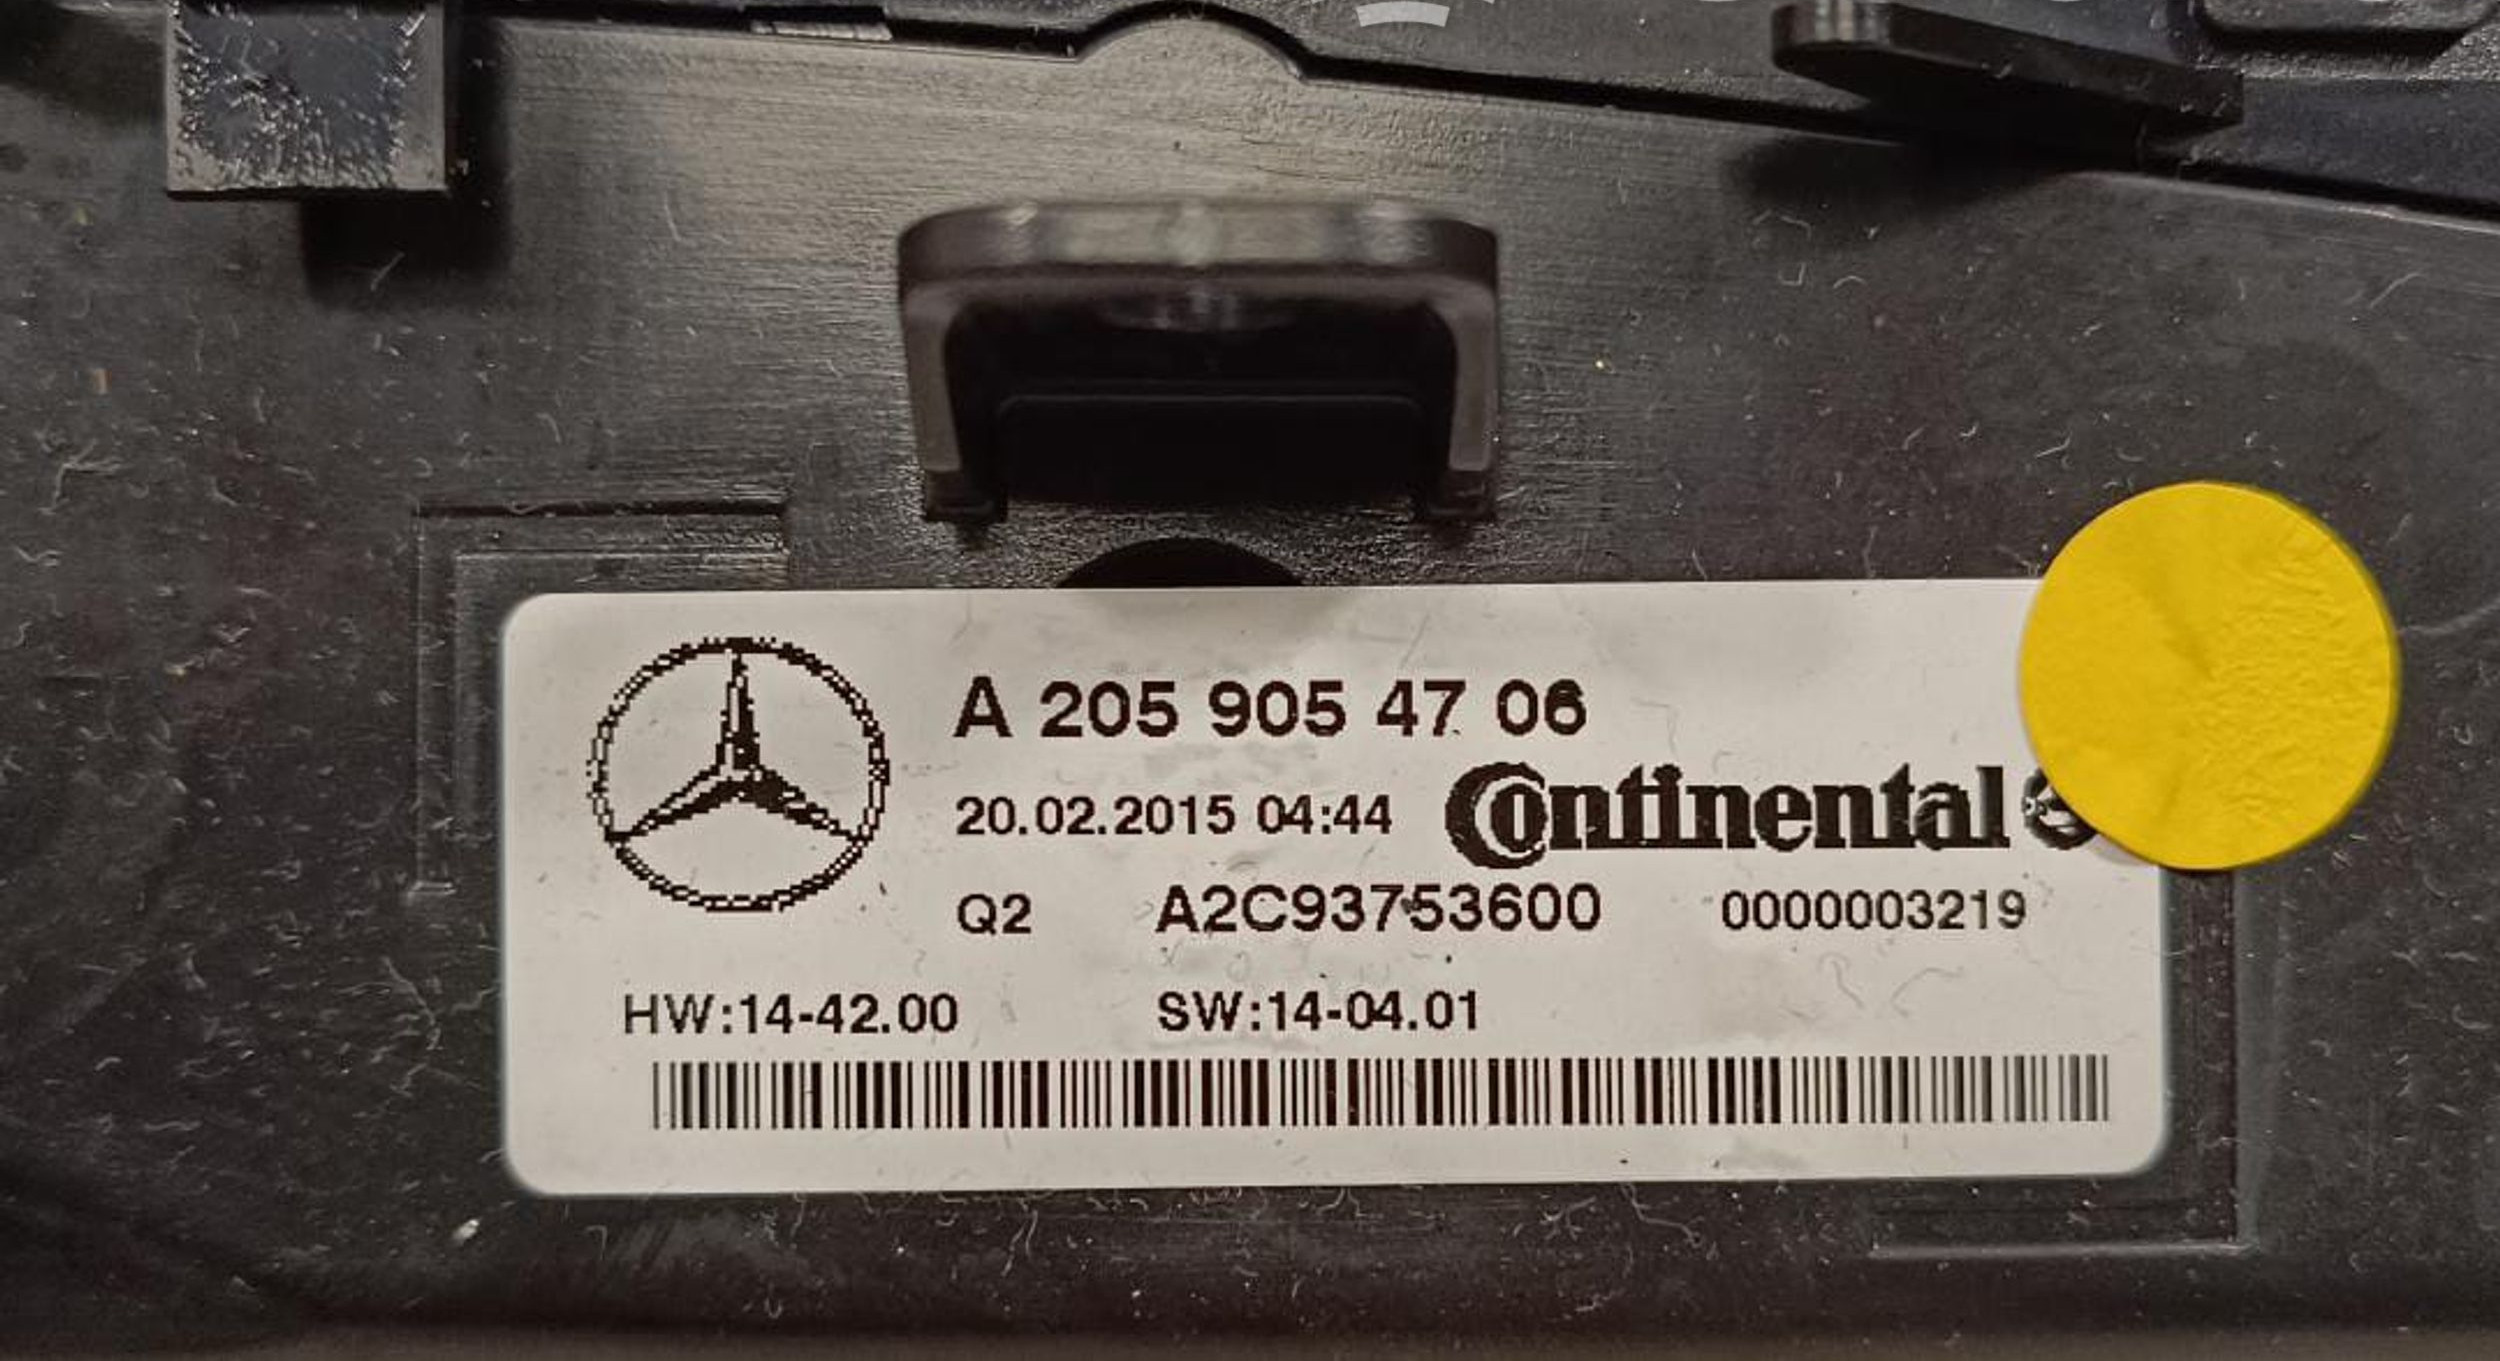 A 205 905 47 06
20.02.2015 04:44 Continental
Q2 A2C93753600 0000003219
HW:14-42.00 SW:14-04.01